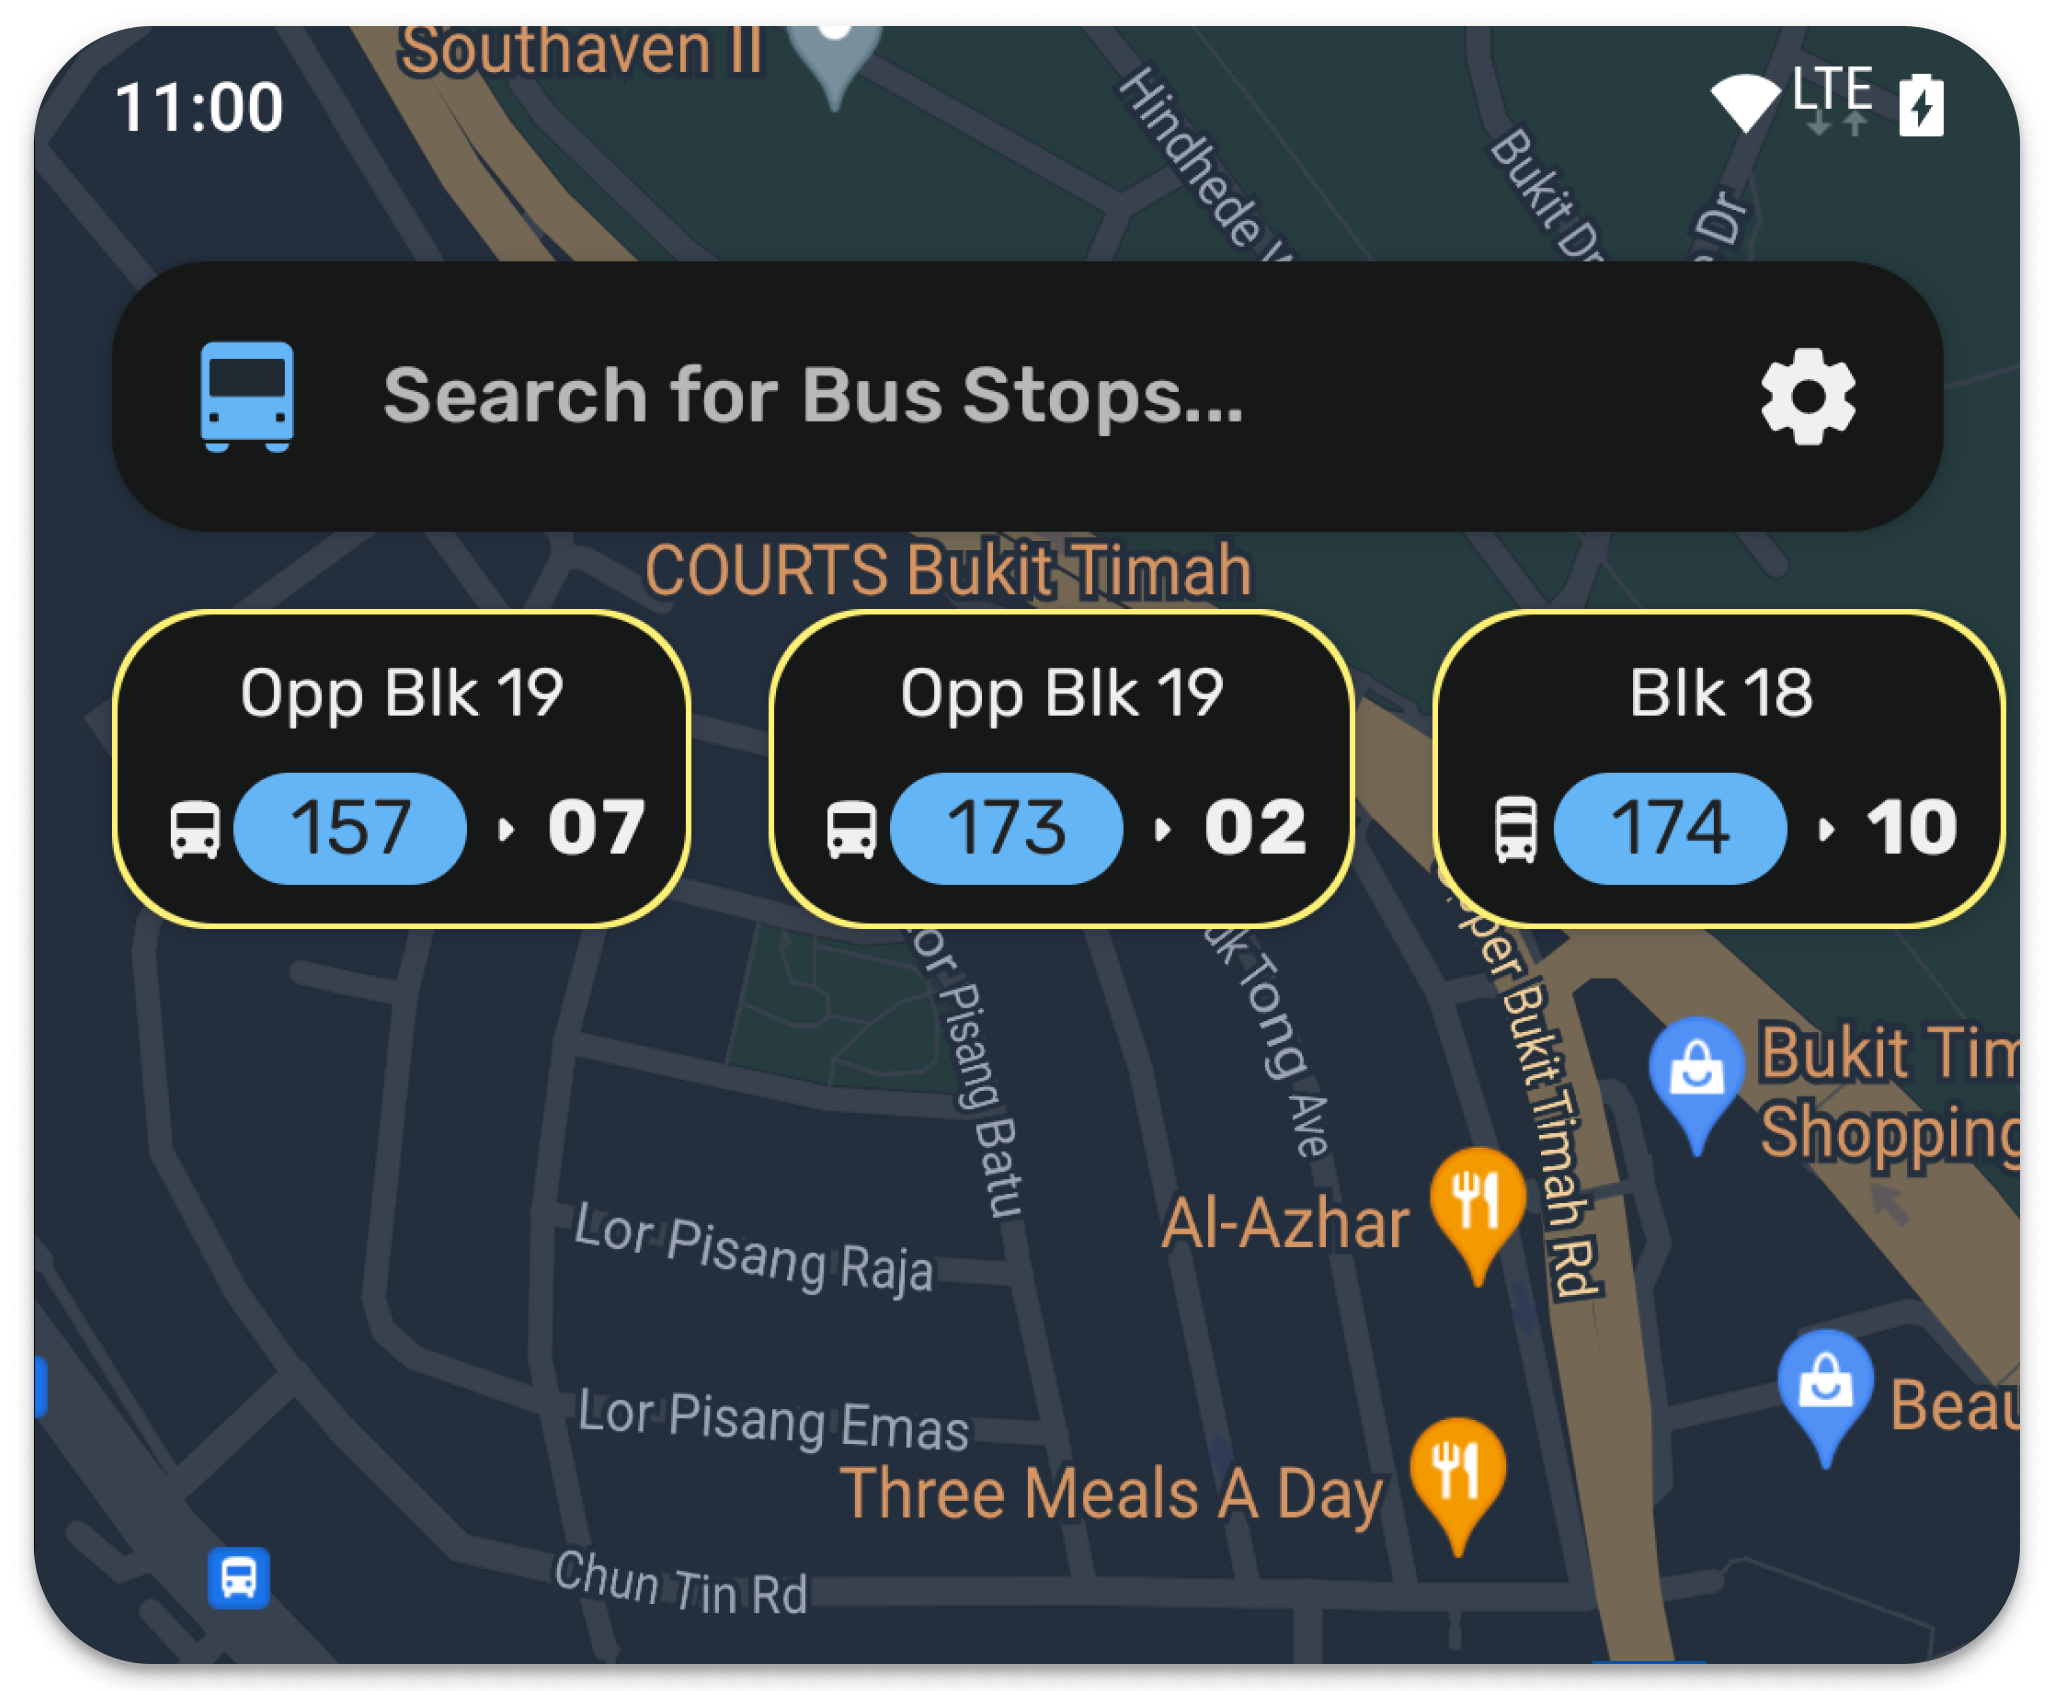 Southaven II
11:00
LTE
Hindhede
Bukit Dr
Dr
Search for Bus Stops...
COURTS Bukit Timah
Opp Blk 19
157 07
Opp Blk 19
173 02
Blk 18
174 10
Lor Pisang Batu
Tong Ave
Upper Bukit Timah Rd
Bukit Tim
Shopping
Al-Azhar
Lor Pisang Raja
Beau
Lor Pisang Emas
Three Meals A Day
Chun Tin Rd